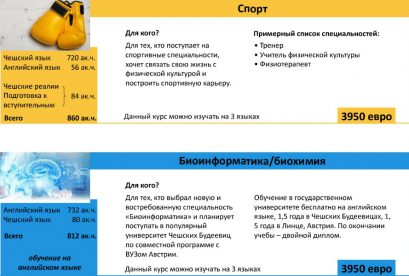 Спорт
Для кого?
Для тех, кто поступает на
спортивные специальности,
хочет связать свою жизнь с
физической культурой и
построить спортивную карьеру.
Примерный список специальностей:
• Тренер
• Учитель физической культуры
• Физиотерапевт
Чешский язык 720 ак.ч.
Английский язык 56 ак.ч.
Чешские реалии
Подготовка к
вступительным
84 ак.ч.
Всего 860 ак.ч.
Данный курс можно изучать на 3 языках
3950 евро
Биоинформатика/биохимия
Для кого?
Для тех, кто выбрал новую и
востребованную специальность
«Биоинформатика» и планирует
поступать в популярный
университет Чешских Будеевиц
по совместной программе с
ВУЗом Австрии.
Обучение в государственном
университете бесплатно на английском
языке, 1,5 года в Чешских Будеевицах, 1,
5 года в Линце, Австрия. По окончании
учебы – двойной диплом.
Английский язык 732 ак.ч.
Чешский язык 80 ак.ч.
Всего 812 ак.ч.
обучение на
английском языке
Данный курс можно изучать на 3 языках
3950 евро